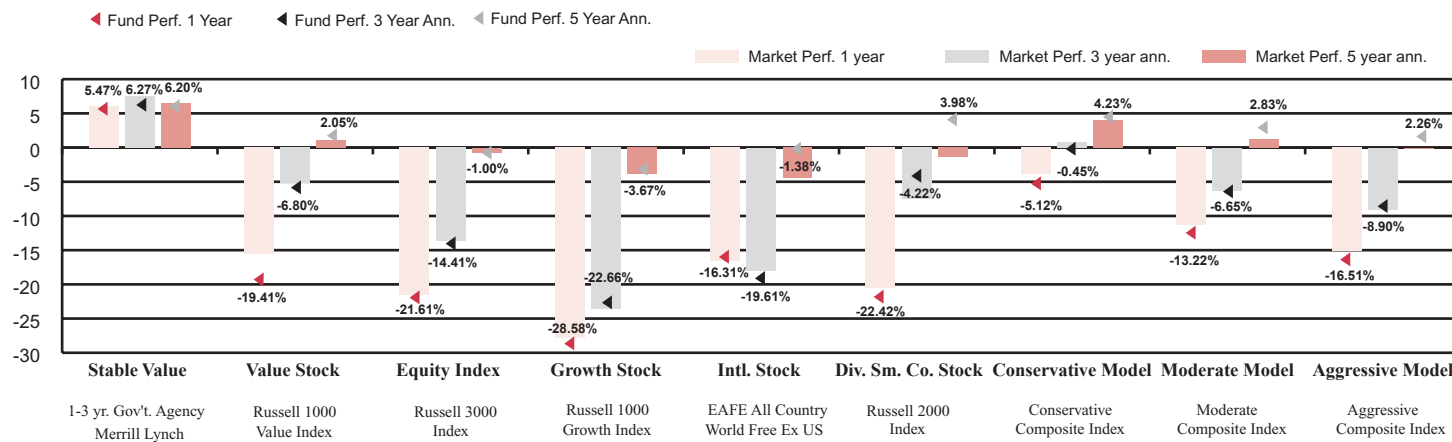 Fund Perf. 1 Year Fund Perf. 3 Year Ann. Fund Perf. 5 Year Ann.
Market Perf. 1 year Market Perf. 3 year ann. Market Perf. 5 year ann.
10
5
0
-5
-10
-15
-20
-25
-30
5.47% 6.27% 6.20%
-19.41% -6.80% 2.05%
-21.61% -14.41% -1.00%
-28.58% -22.66% -3.67%
-16.31% -19.61% -1.38%
-22.42% -4.22% 3.98%
-5.12% -0.45% 4.23%
-13.22% -6.65% 2.83%
-16.51% -8.90% 2.26%
Stable Value Value Stock Equity Index Growth Stock Intl. Stock Div. Sm. Co. Stock Conservative Model Moderate Model Aggressive Model
1-3 yr. Gov't. Agency Russell 1000 Russell 3000 Russell 1000 EAFE All Country Russell 2000 Conservative Moderate Aggressive
Merrill Lynch Value Index Index Growth Index World Free Ex US Index Composite Index Composite Index Composite Index